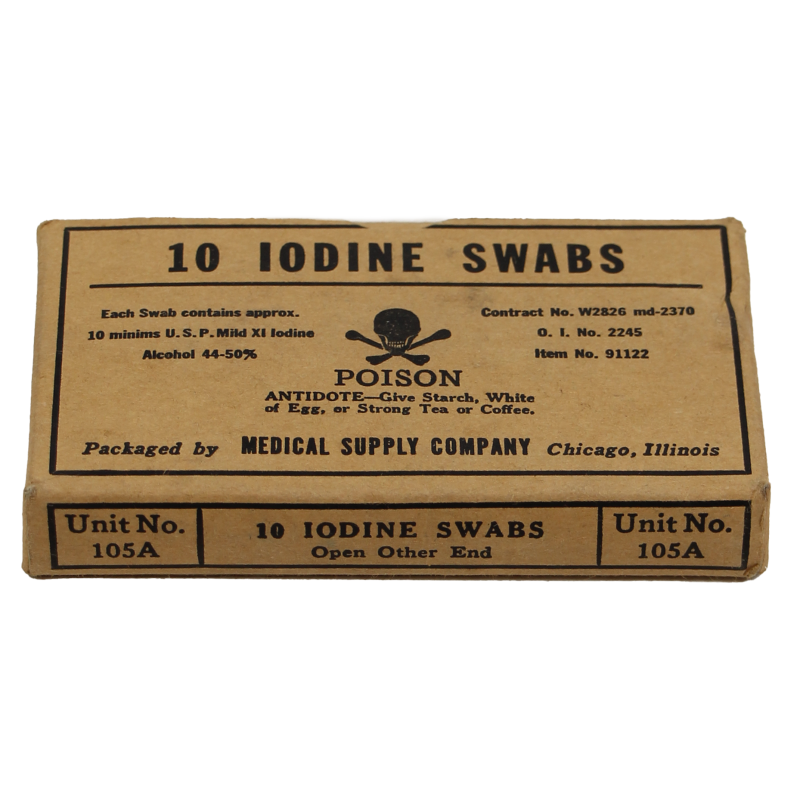 10 IODINE SWABS
Each Swab contains approx.
10 minims U.S.P. Mild XI Iodine
Alcohol 44-50%
Contract No. W2826 md-2370
O. I. No. 2245
Item No. 91122
POISON
ANTIDOTE—Give Starch, White
of Egg, or Strong Tea or Coffee.
Packaged by MEDICAL SUPPLY COMPANY Chicago, Illinois
Unit No.
105A
10 IODINE SWABS
Open Other End
Unit No.
105A